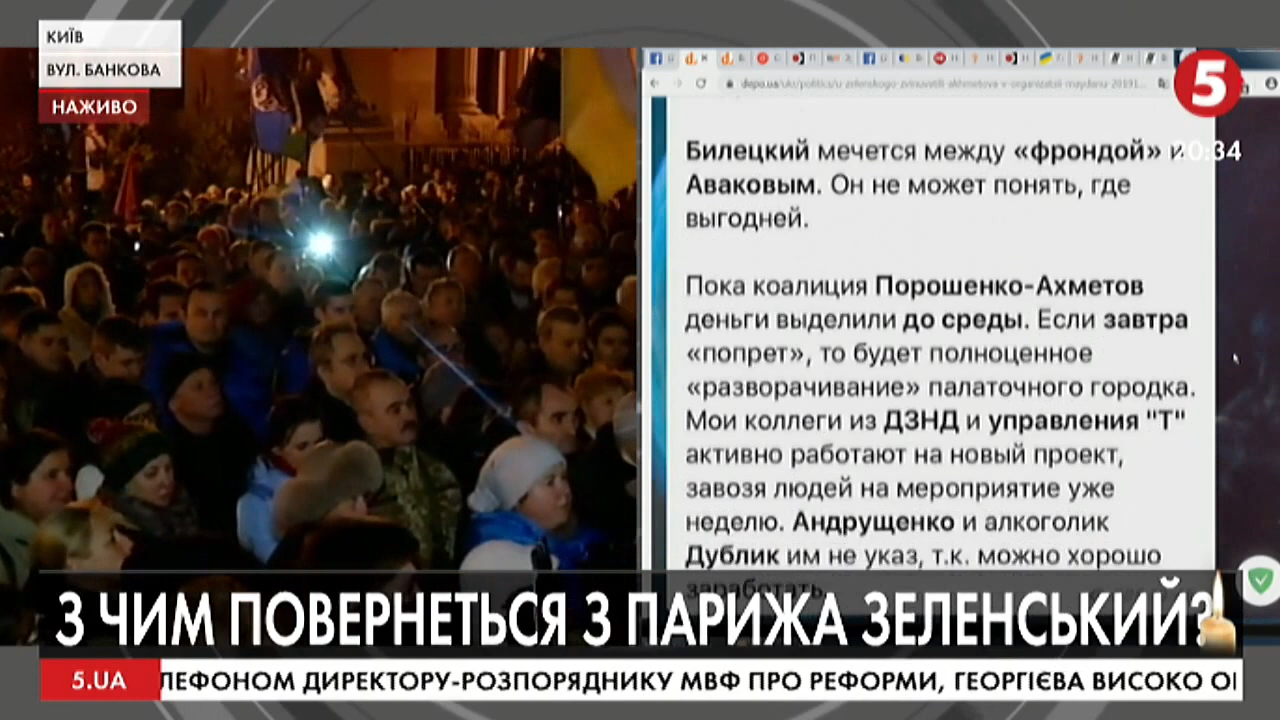 КИЇВ
ВУЛ. БАНКОВА
НАЖИВО
5
20:34
Билецкий мечется между «фрондой» и
Аваковым. Он не может понять, где
выгодней.
Пока коалиция Порошенко-Ахметов
деньги выделили до среды. Если завтра
«попрет», то будет полноценное
«разворачивание» палаточного городка.
Мои коллеги из ДЗНД и управления "Т"
активно работают на новый проект,
завозя людей на мероприятие уже
неделю. Андрущенко и алкоголик
Дублик им не указ, т.к. можно хорошо
заработать.
З ЧИМ ПОВЕРНЕТЬСЯ З ПАРИЖА ЗЕЛЕНСЬКИЙ?
5.UA
ЛЕФОНОМ ДИРЕКТОРУ-РОЗПОРЯДНИКУ МВФ ПРО РЕФОРМИ, ГЕОРГІЄВА ВИСОКО